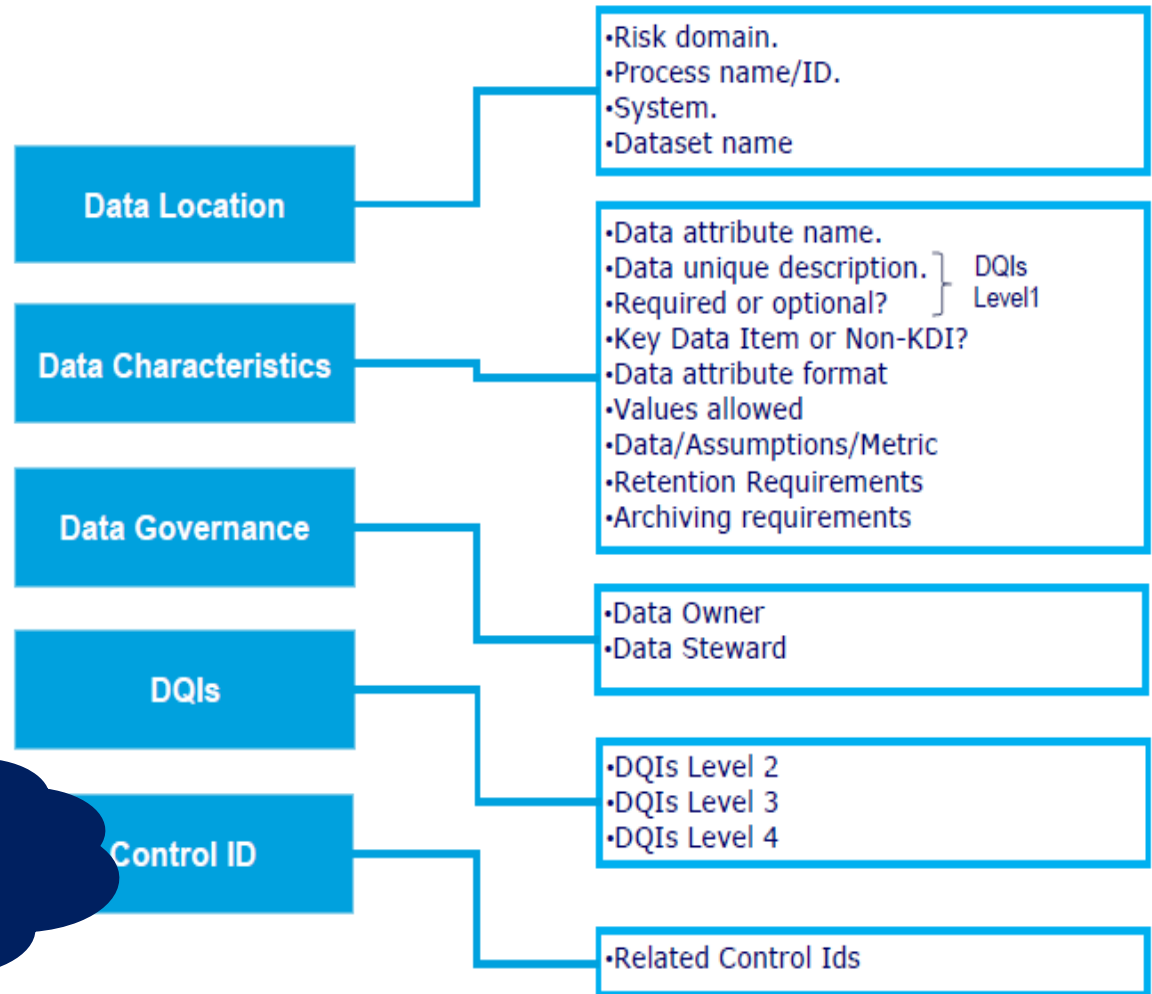 Data Location
•Risk domain.
•Process name/ID.
•System.
•Dataset name
Data Characteristics
•Data attribute name.
•Data unique description.
•Required or optional?
DQIs
Level1
•Key Data Item or Non-KDI?
•Data attribute format
•Values allowed
•Data/Assumptions/Metric
•Retention Requirements
•Archiving requirements
Data Governance
•Data Owner
•Data Steward
DQIs
•DQIs Level 2
•DQIs Level 3
•DQIs Level 4
Control ID
•Related Control Ids